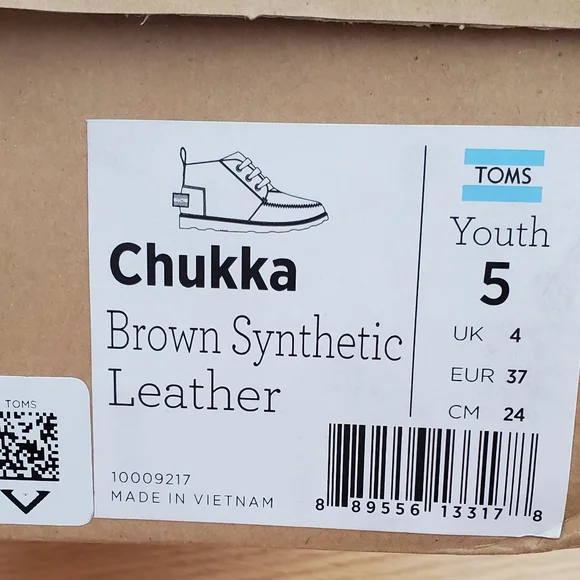 TOMS
Youth
5
UK 4
EUR 37
CM 24
Chukka
Brown Synthetic
Leather
10009217
MADE IN VIETNAM
8 89556 13317 8
TOMS